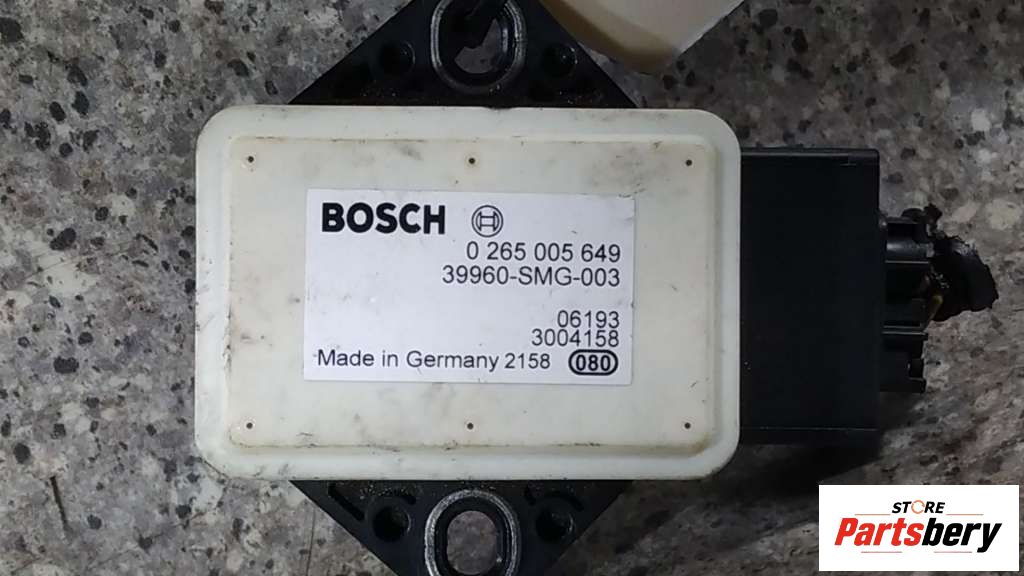 BOSCH
0 265 005 649
39960-SMG-003
06193
3004158
Made in Germany 2158 080
STORE
Partsbery